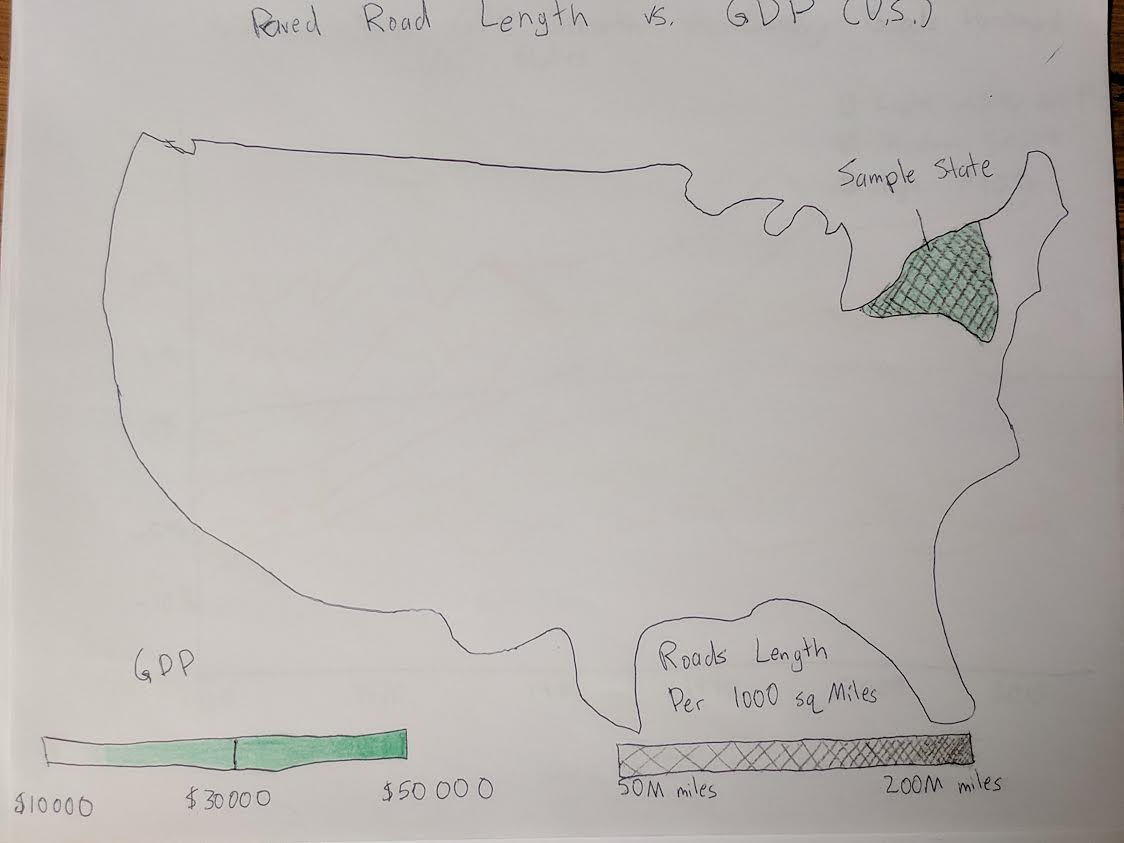 Paved Road Length vs. GDP (U.S.)
Sample State
GDP
$10000
$30000
$50000
Roads Length
Per 1000 sq Miles
50M miles
200M miles